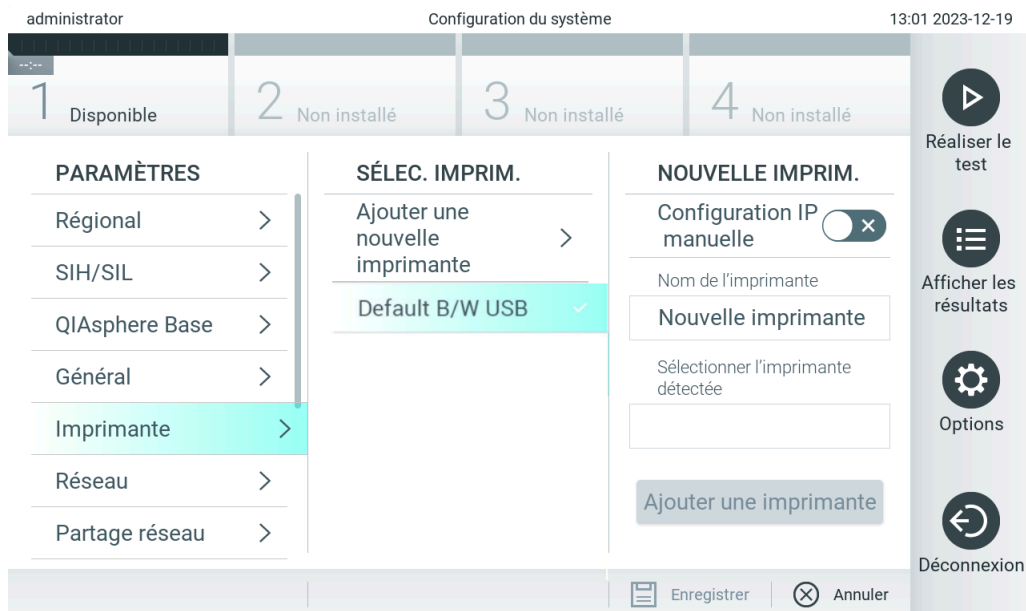 administrator
Configuration du système
13:01 2023-12-19
--:--
1 Disponible
2 Non installé
3 Non installé
4 Non installé
PARAMÈTRES
Régional
SIH/SIL
QIAsphere Base
Général
Imprimante
Réseau
Partage réseau
SÉLEC. IMPRIM.
Ajouter une
nouvelle
imprimante
Default B/W USB
NOUVELLE IMPRIM.
Configuration IP
manuelle
Nom de l’imprimante
Nouvelle imprimante
Sélectionner l’imprimante
détectée
Ajouter une imprimante
Enregistrer
Annuler
Réaliser le
test
Afficher les
résultats
Options
Déconnexion